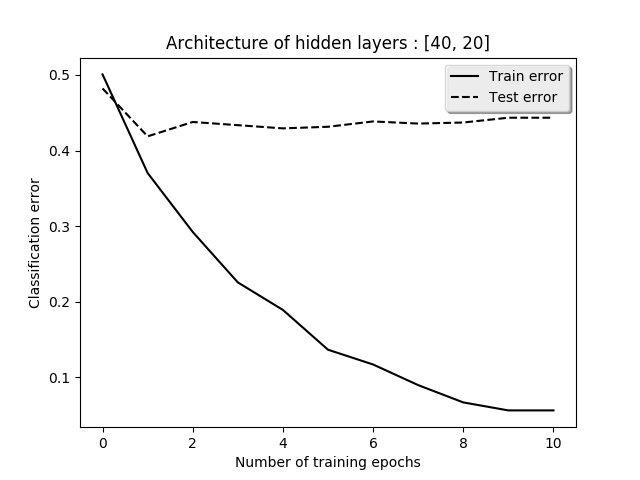 Architecture of hidden layers : [40, 20]
Train error
Test error
0.5
0.4
0.3
0.2
0.1
Classification error
0 2 4 6 8 10
Number of training epochs